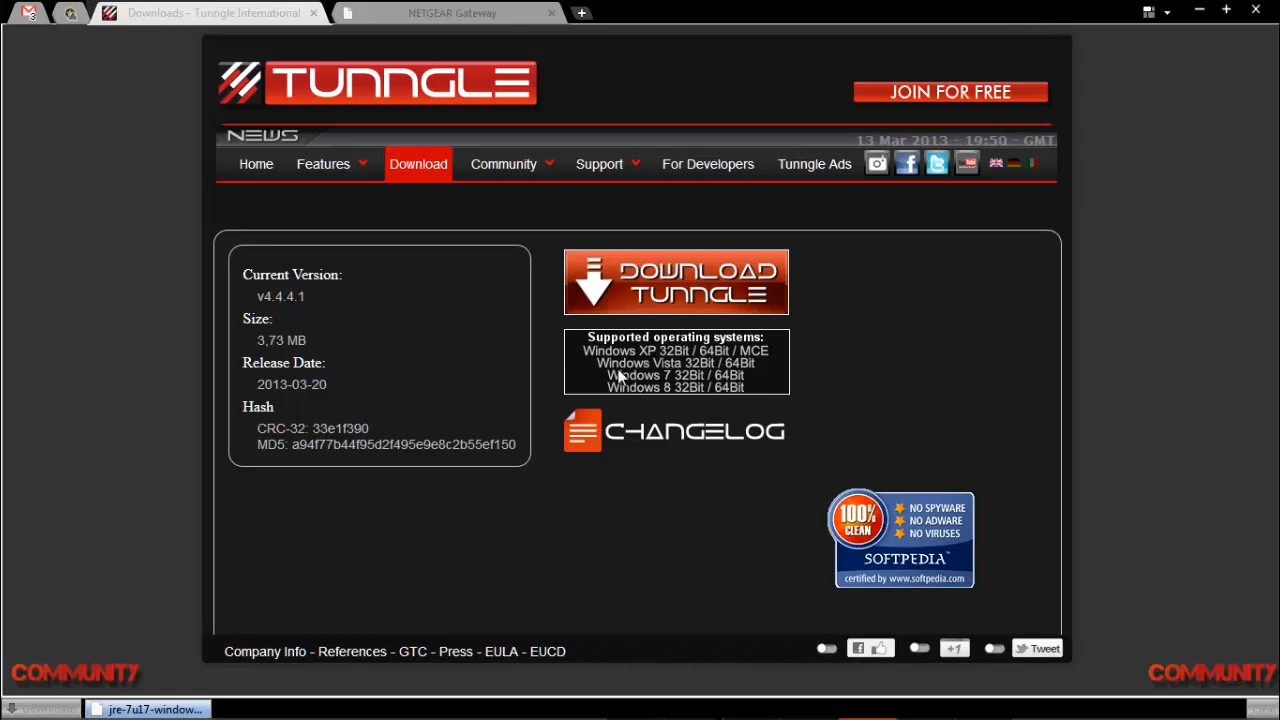 3
Downloads - Tunngle International
NETGEAR Gateway
TUNNGLE
JOIN FOR FREE
NEWS
13 Mar 2013 - 19:50 - GMT
Home Features Download Community Support For Developers Tunngle Ads
You Tube
Current Version:
v4.4.4.1
Size:
3,73 MB
Release Date:
2013-03-20
Hash
CRC-32: 33e1f390
MD5: a94f77b44f95d2f495e9e8c2b55ef150
DOWNLOAD
TUNNGLE
Supported operating systems:
Windows XP 32Bit / 64Bit / MCE
Windows Vista 32Bit / 64Bit
Windows 7 32Bit / 64Bit
Windows 8 32Bit / 64Bit
CHANGELOG
100%
CLEAN
NO SPYWARE
NO ADWARE
NO VIRUSES
SOFTPEDIA™
certified by www.softpedia.com
Company Info - References - GTC - Press - EULA - EUCD
+1
Tweet
COMMUNITY
COMMUNITY
jre-7u17-window...